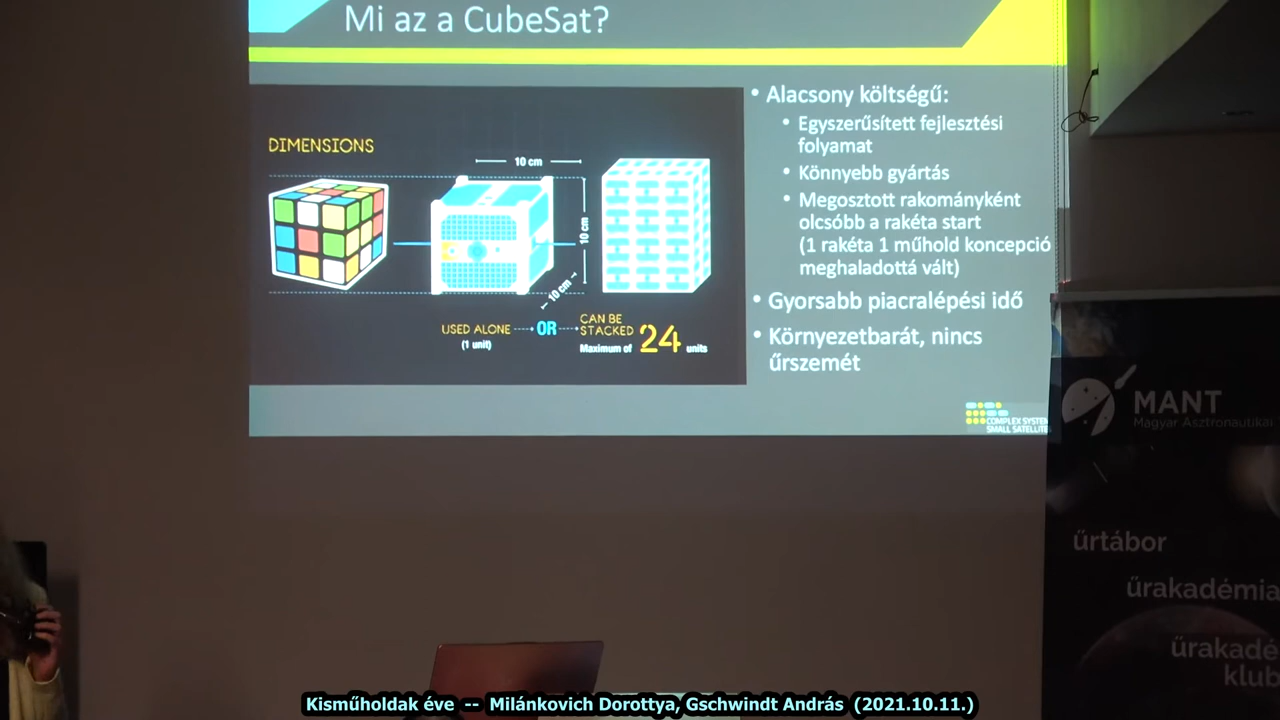 Mi az a CubeSat?
DIMENSIONS
10 cm
10 cm
10 cm
USED ALONE
(1 unit)
OR
CAN BE
STACKED
Maximum of 24 units
• Alacsony költségű:
• Egyszerűsített fejlesztési
folyamat
• Könnyebb gyártás
• Megosztott rakományként
olcsóbb a rakéta start
(1 rakéta 1 műhold koncepció
meghaladottá vált)
• Gyorsabb piacralépési idő
• Környezetbarát, nincs
űrszemét
COMPLEX SYSTEM
SMALL SATELLITE
MANT
Magyar Asztronautikai
űrtábor
űrakadémia
űrakadé
klub
Kisműholdak éve -- Milánkovich Dorottya, Gschwindt András (2021.10.11.)